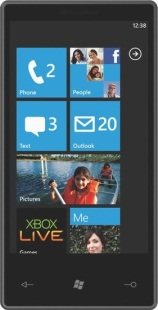 12:38
2
Phone
f
People
3
Text
20
Outlook
Pictures
XBOX
LIVE
Games
Me